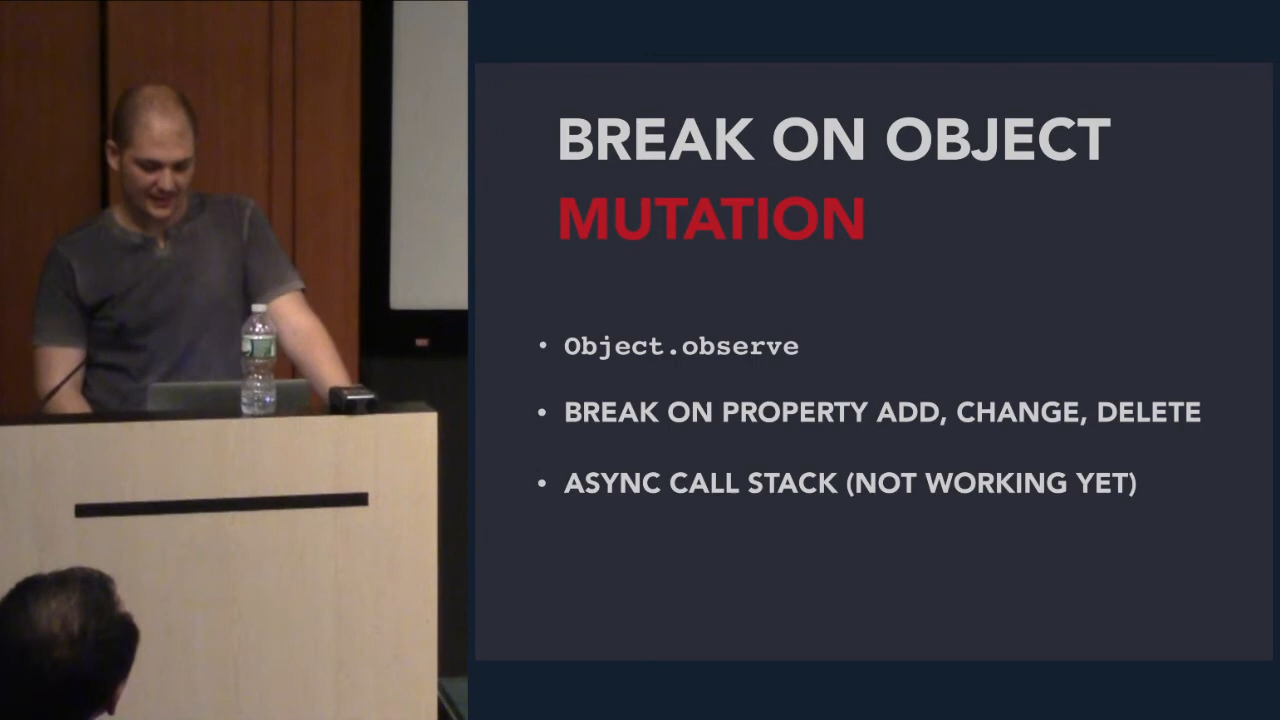 BREAK ON OBJECT
MUTATION
• Object.observe
• BREAK ON PROPERTY ADD, CHANGE, DELETE
• ASYNC CALL STACK (NOT WORKING YET)